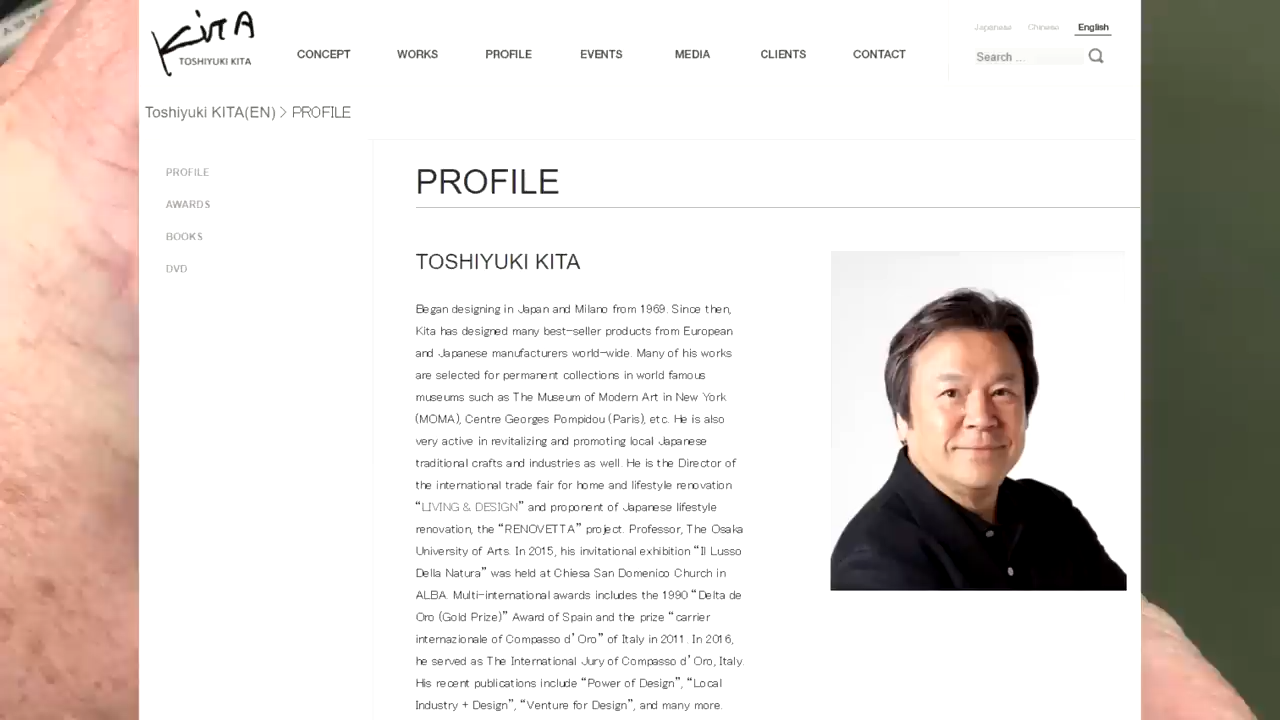 KITA
TOSHIYUKI KITA
CONCEPT WORKS PROFILE EVENTS MEDIA CLIENTS CONTACT
Japanese Chinese English
Search ...
Toshiyuki KITA(EN) > PROFILE
PROFILE
AWARDS
BOOKS
DVD
PROFILE
TOSHIYUKI KITA
Began designing in Japan and Milano from 1969. Since then,
Kita has designed many best-seller products from European
and Japanese manufacturers world-wide. Many of his works
are selected for permanent collections in world famous
museums such as The Museum of Modern Art in New York
(MOMA), Centre Georges Pompidou (Paris), etc. He is also
very active in revitalizing and promoting local Japanese
traditional crafts and industries as well. He is the Director of
the international trade fair for home and lifestyle renovation
“LIVING & DESIGN” and proponent of Japanese lifestyle
renovation, the “RENOVETTA” project. Professor, The Osaka
University of Arts. In 2015, his invitational exhibition “Il Lusso
Della Natura” was held at Chiesa San Domenico Church in
ALBA. Multi-international awards includes the 1990 “Delta de
Oro (Gold Prize)” Award of Spain and the prize “carrier
internazionale of Compasso d’Oro” of Italy in 2011. In 2016,
he served as The International Jury of Compasso d’Oro, Italy.
His recent publications include “Power of Design”, “Local
Industry + Design”, “Venture for Design”, and many more.